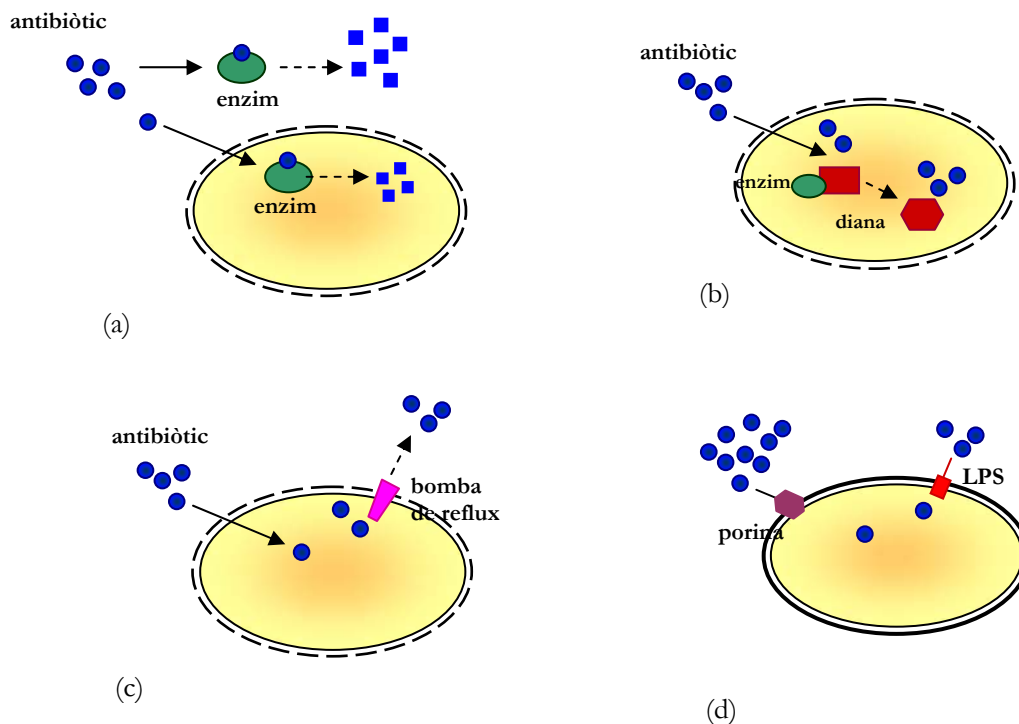 antibiòtic
enzim
enzim
(a)
antibiòtic
enzim
diana
(b)
antibiòtic
bomba
de reflux
(c)
LPS
porina
(d)